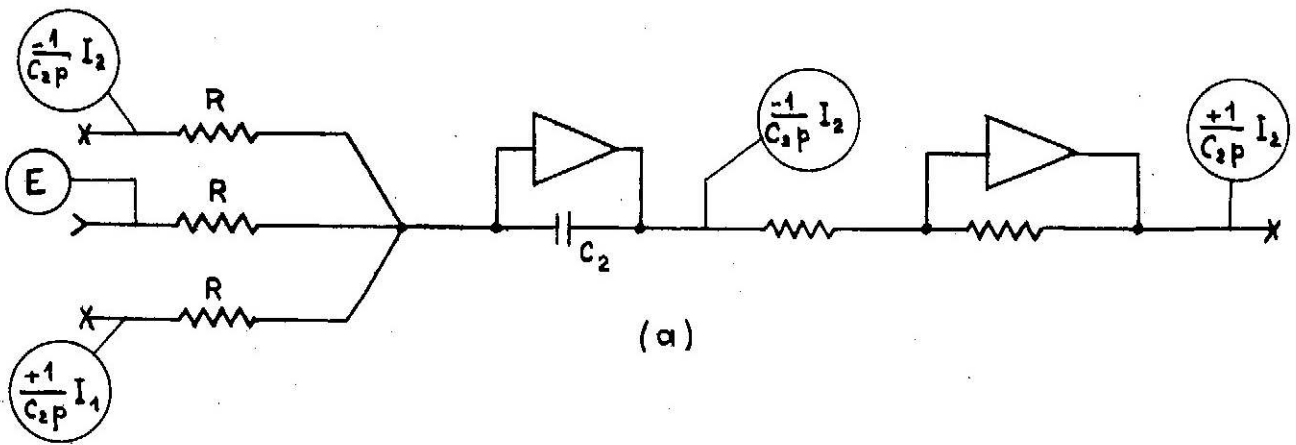 -1/C₂p I₂
R
E
R
R
+1/C₂p I₁
C₂
-1/C₂p I₂
+1/C₂p I₂
(a)